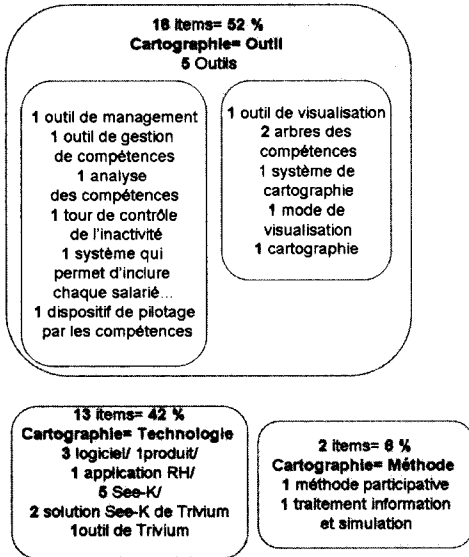 16 items= 52 %
Cartographie= Outil
5 Outils
1 outil de management
1 outil de gestion
de compétences
1 analyse
des compétences
1 tour de contrôle
de l'inactivité
1 système qui
permet d'inclure
chaque salarié...
1 dispositif de pilotage
par les compétences
1 outil de visualisation
2 arbres des
compétences
1 système de
cartographie
1 mode de
visualisation
1 cartographie
13 items= 42 %
Cartographie= Technologie
3 logiciel/ 1produit/
1 application RH/
5 See-K/
2 solution See-K de Trivium
1outil de Trivium
2 items= 6 %
Cartographie= Méthode
1 méthode participative
1 traitement information
et simulation